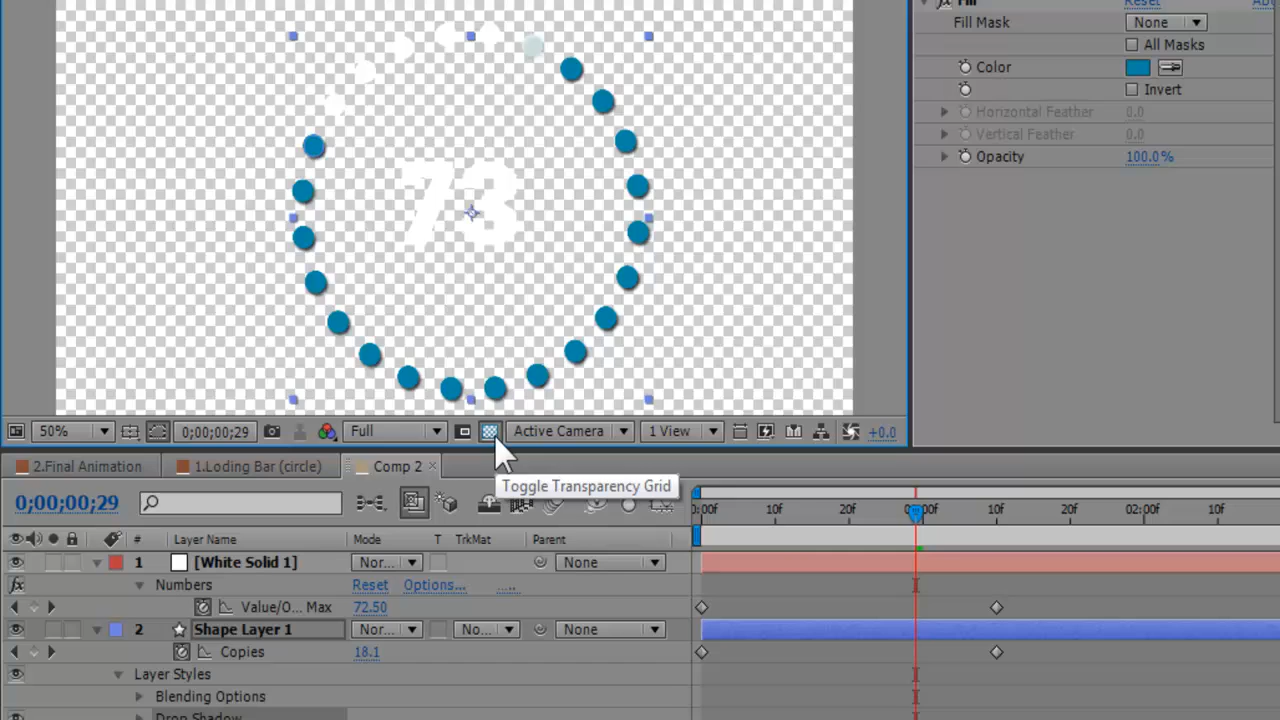 Fill
Reset
Fill Mask
None
All Masks
Color
Invert
Horizontal Feather
0.0
Vertical Feather
0.0
Opacity
100.0%
73
50%
0;00;00;29
Full
Active Camera
1 View
+0.0
Toggle Transparency Grid
2.Final Animation
1.Loding Bar (circle)
Comp 2
0;00;00;29
10f
20f
10f
20f
02:00f
10f
# Layer Name Mode T TrkMat Parent
1 [White Solid 1] Nor... None
fx Numbers Reset Options... .....
Value/O... Max 72.50
2 Shape Layer 1 Nor... No... None
Copies 18.1
Layer Styles
Blending Options
Drop Shadow